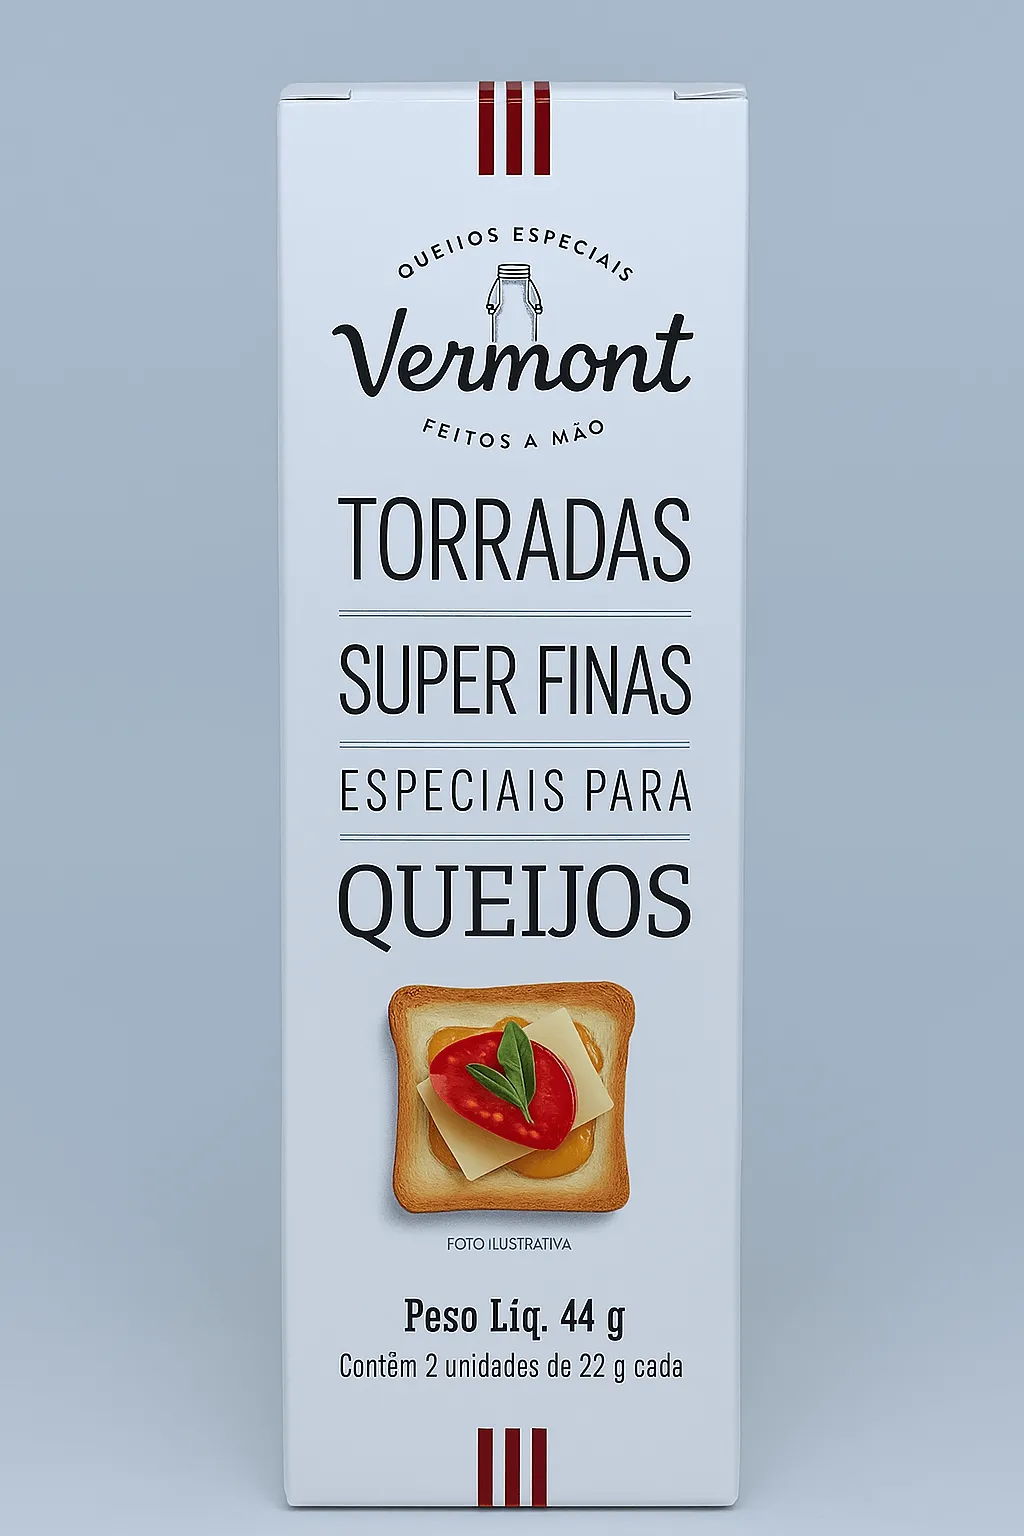 QUEIIOS ESPECIAIS
Vermont
FEITOS A MÃO
TORRADAS
SUPER FINAS
ESPECIAIS PARA
QUEIJOS
FOTO ILUSTRATIVA
Peso Líq. 44 g
Contêm 2 unidades de 22 g cada